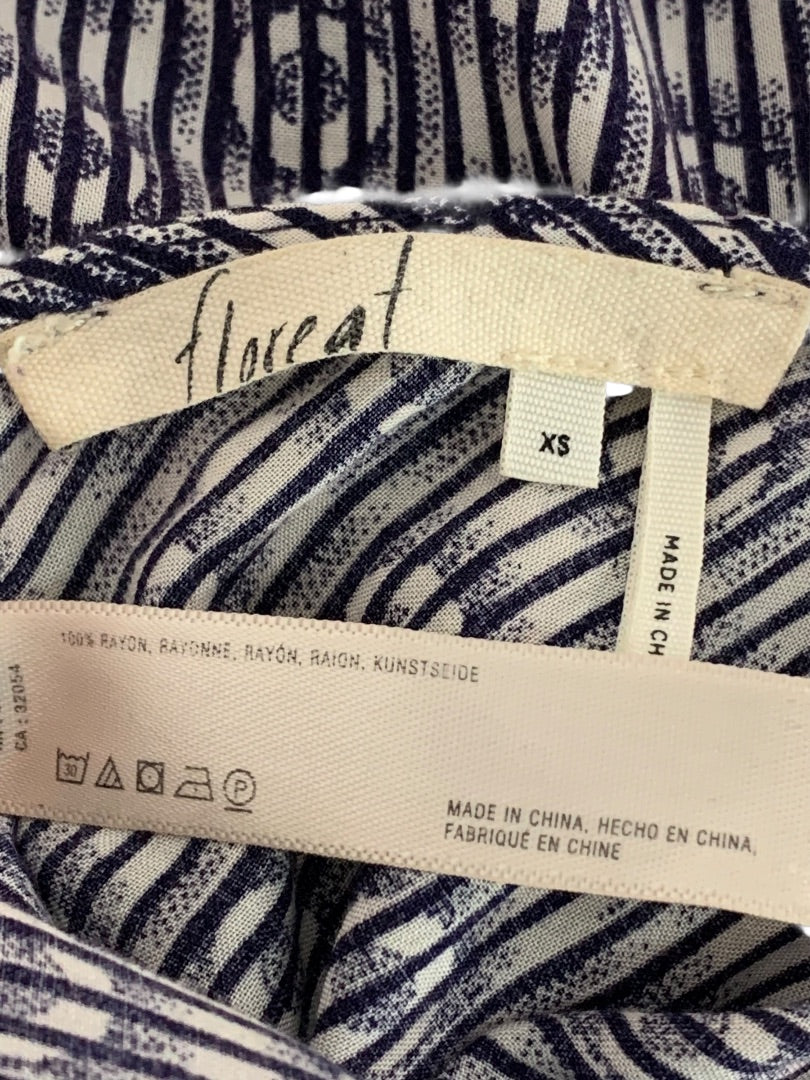 floreat
XS
MADE IN CH
100% RAYON, RAYONNE, RAYÓN, RAION, KUNSTSEIDE
CA : 32054
30
P
MADE IN CHINA, HECHO EN CHINA,
FABRIQUÉ EN CHINE